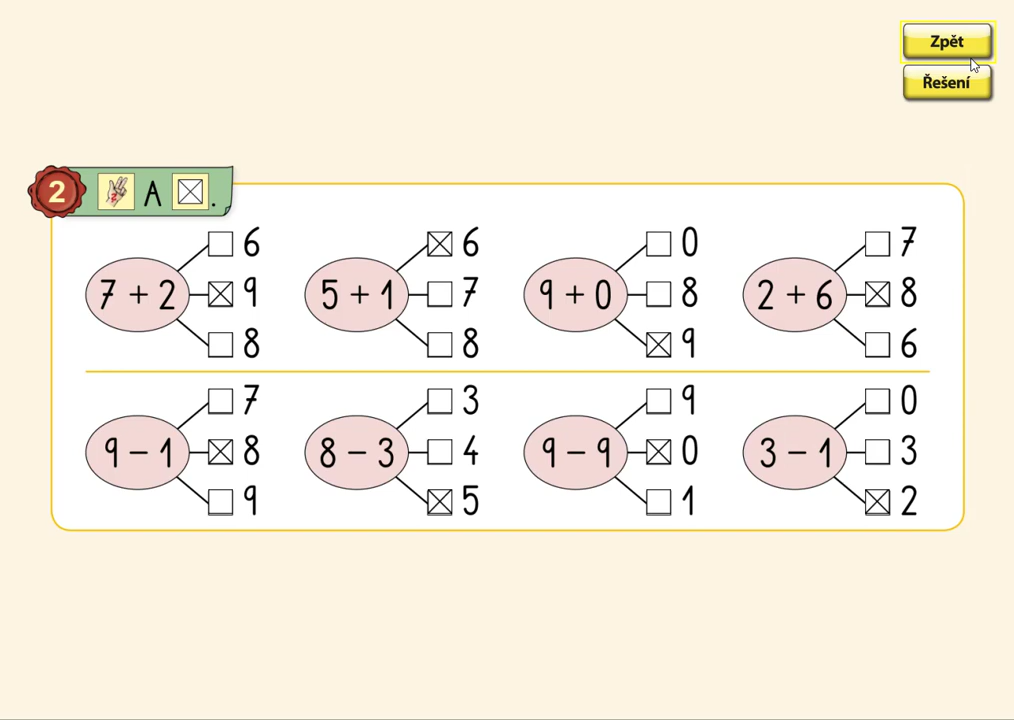 Zpět
Řešení
2 A .
7 + 2 6 9 8
5 + 1 6 7 8
9 + 0 0 8 9
2 + 6 7 8 6
9 - 1 7 8 9
8 - 3 3 4 5
9 - 9 9 0 1
3 - 1 0 3 2